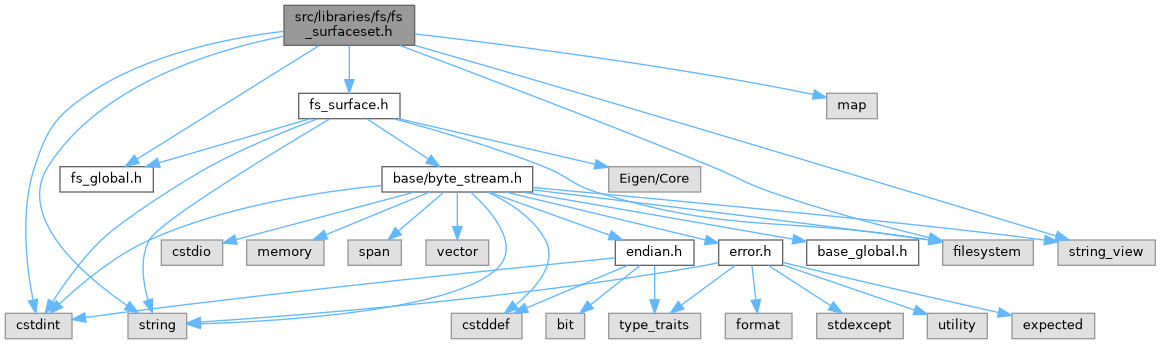 src/libraries/fs/fs
_surfaceset.h
fs_surface.h
map
fs_global.h
base/byte_stream.h
Eigen/Core
cstdio
memory
span
vector
endian.h
error.h
base_global.h
filesystem
string_view
cstdint
string
cstddef
bit
type_traits
format
stdexcept
utility
expected